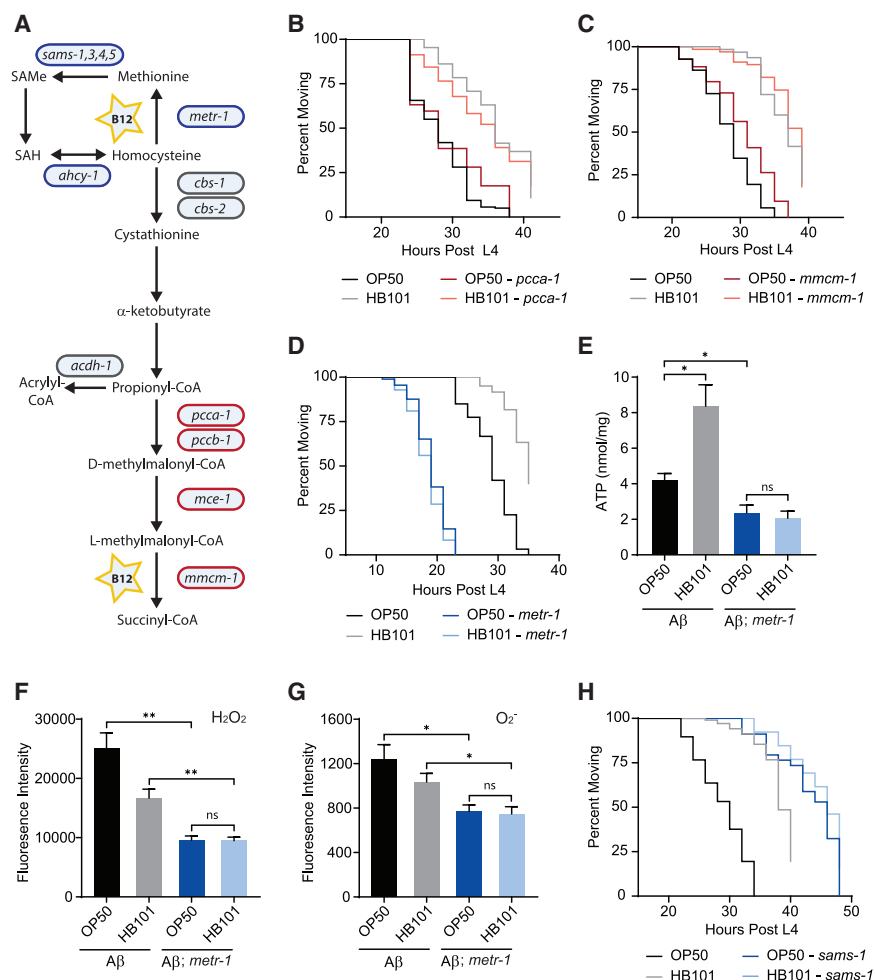 A
sams-1,3,4,5
SAMe
Methionine
B12
metr-1
SAH
Homocysteine
ahcy-1
cbs-1
cbs-2
Cystathionine
α-ketobutyrate
acdh-1
Acrylyl-
CoA
Propionyl-CoA
pcca-1
pccb-1
D-methylmalonyl-CoA
mce-1
L-methylmalonyl-CoA
B12
mmcm-1
Succinyl-CoA
B
Percent Moving
100
75
50
25
0
20
30
40
Hours Post L4
OP50
OP50 - pcca-1
HB101
HB101 - pcca-1
C
Percent Moving
100
75
50
25
0
20
30
40
Hours Post L4
OP50
OP50 - mmcm-1
HB101
HB101 - mmcm-1
D
Percent Moving
100
75
50
25
0
10
20
30
40
Hours Post L4
OP50
OP50 - metr-1
HB101
HB101 - metr-1
E
ATP (nmol/mg)
10
8
6
4
2
0
*
*
ns
OP50
HB101
OP50
HB101
Aβ
Aβ; metr-1
F
H2O2
Fluoresence Intensity
30000
20000
10000
0
**
**
ns
OP50
HB101
OP50
HB101
Aβ
Aβ; metr-1
G
O2-
Fluoresence Intensity
1600
1200
800
400
0
*
*
ns
OP50
HB101
OP50
HB101
Aβ
Aβ; metr-1
H
Percent Moving
100
75
50
25
0
20
30
40
50
Hours Post L4
OP50
OP50 - sams-1
HB101
HB101 - sams-1